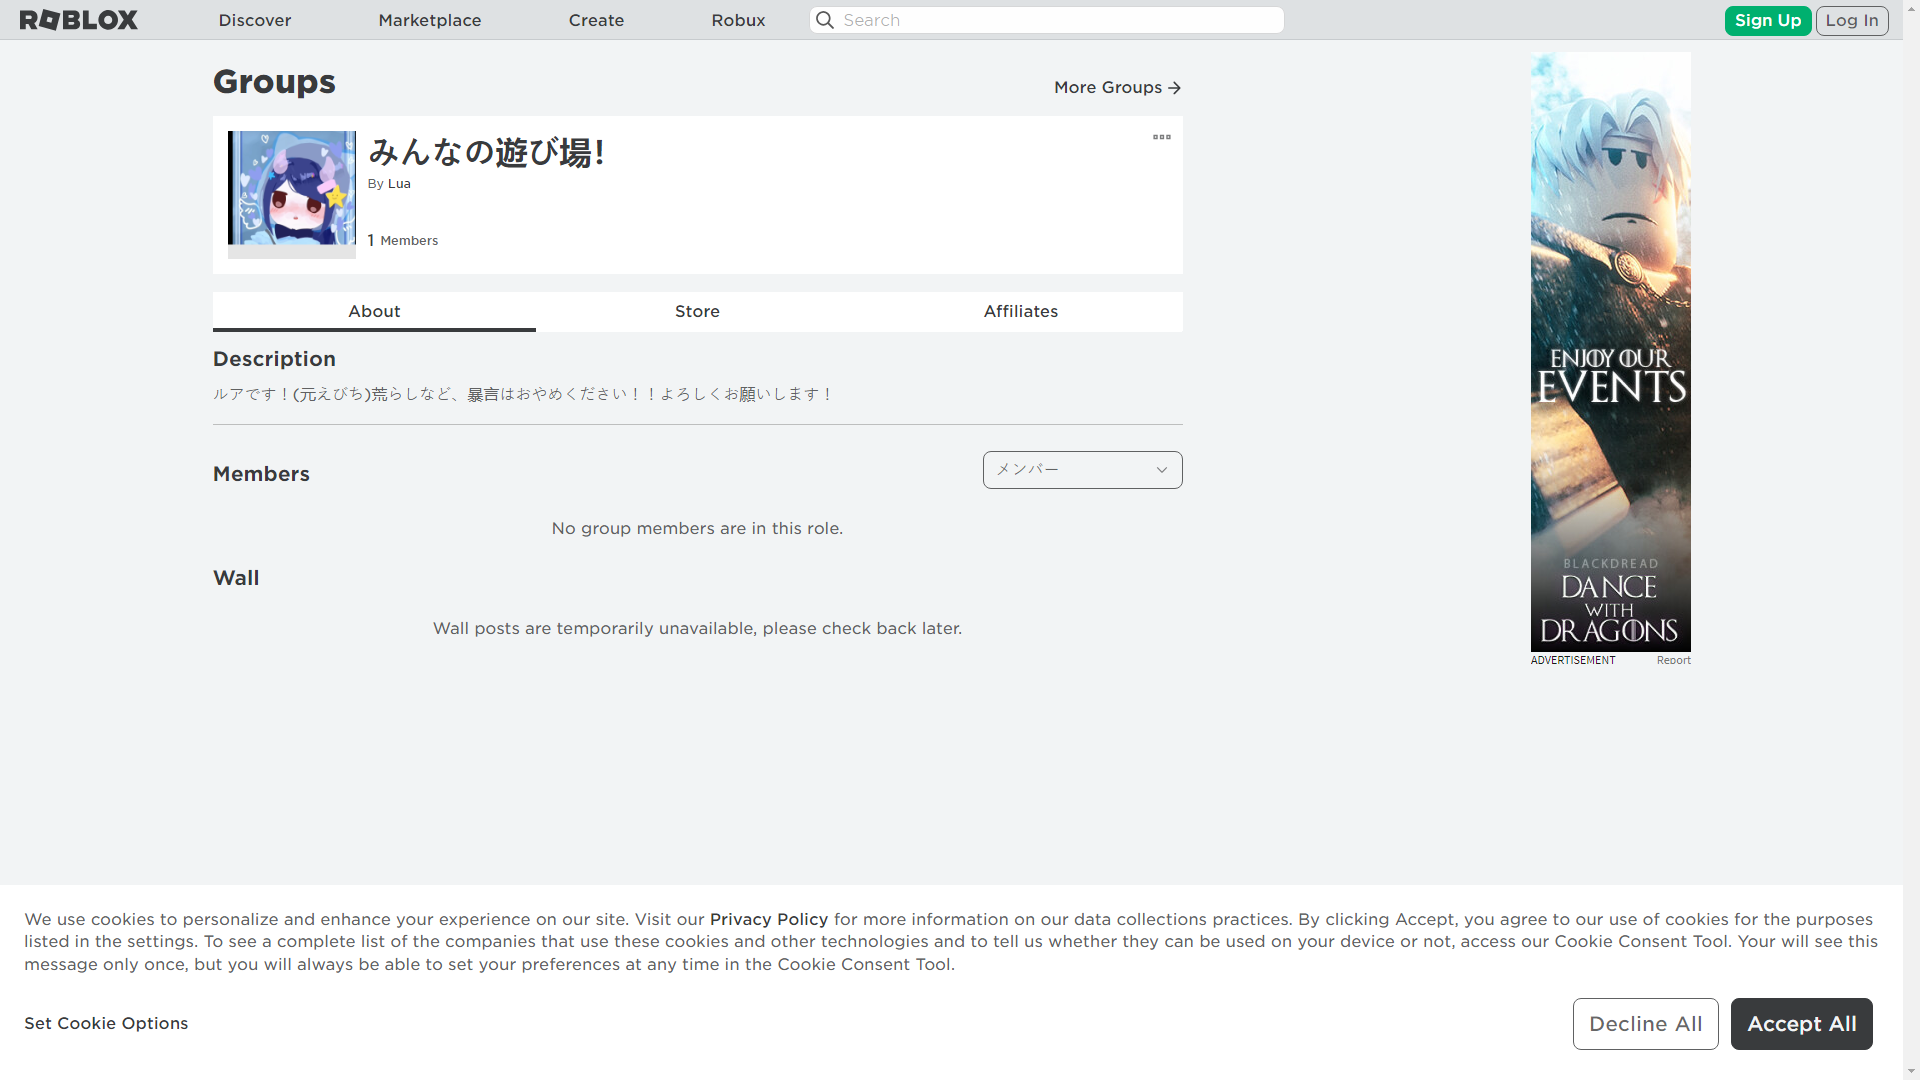 ROBLOX
Discover
Marketplace
Create
Robux
Search
Sign Up
Log In
Groups
More Groups
みんなの遊び場！
By Lua
1 Members
About
Store
Affiliates
Description
ルアです！(元えびち)荒らしなど、暴言はおやめください！！よろしくお願いします！
Members
メンバー
No group members are in this role.
Wall
Wall posts are temporarily unavailable, please check back later.
ENJOY OUR
EVENTS
BLACKDREAD
DANCE
WITH
DRAGONS
ADVERTISEMENT
Report
We use cookies to personalize and enhance your experience on our site. Visit our Privacy Policy for more information on our data collections practices. By clicking Accept, you agree to our use of cookies for the purposes
listed in the settings. To see a complete list of the companies that use these cookies and other technologies and to tell us whether they can be used on your device or not, access our Cookie Consent Tool. Your will see this
message only once, but you will always be able to set your preferences at any time in the Cookie Consent Tool.
Set Cookie Options
Decline All
Accept All